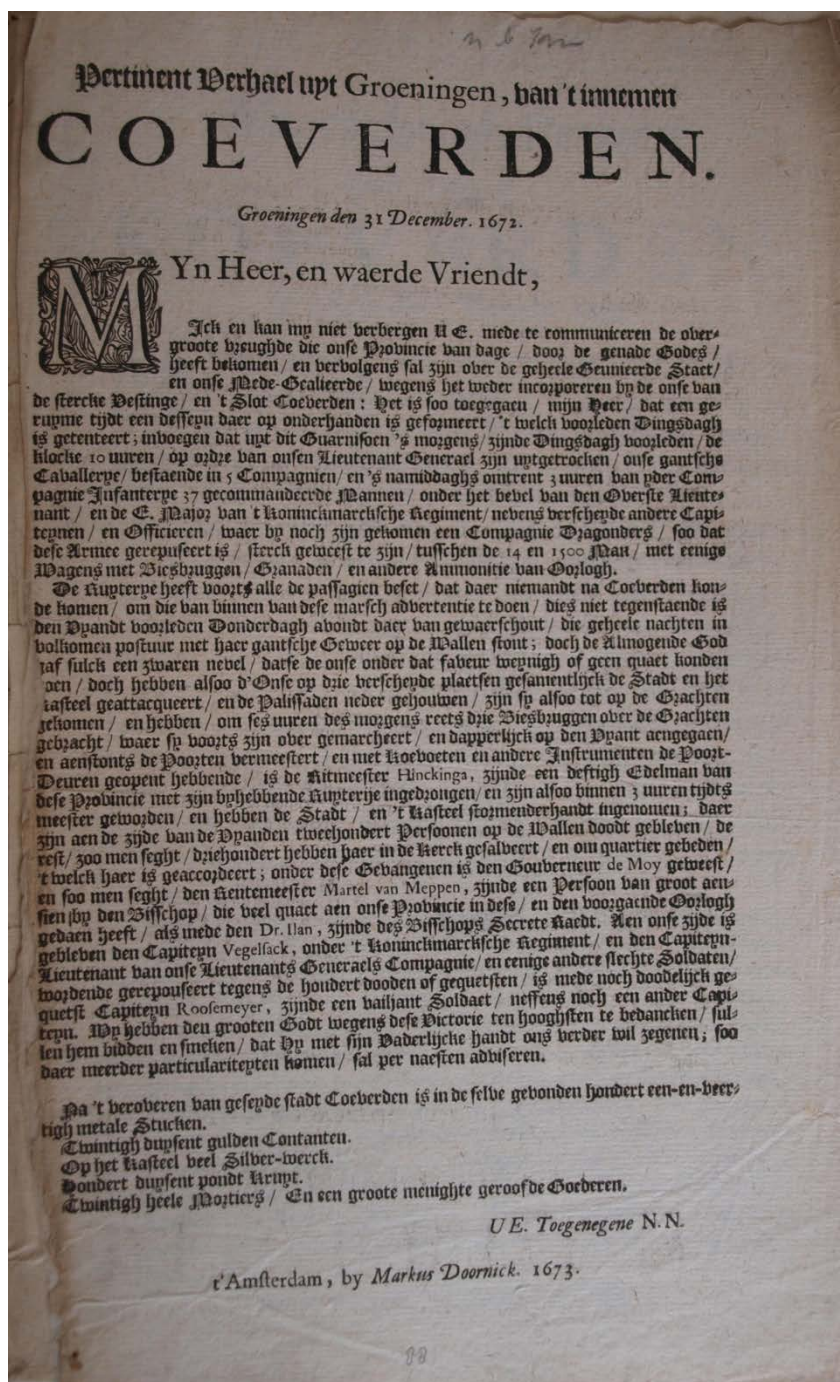 Pertinent Verhael uyt Groeningen, van 't innemen
COEVERDEN.
Groeningen den 31 December. 1672.
MYn Heer, en waerde Vriendt,
Ick en kan my niet verbergen U E. mede te communiceren de over-
groote vreughde die onse Provincie van dage / door de genade Godes /
heeft bekomen / en vervolgens sal zijn over de geheele Geunieerde Staet /
en onse Mede-Gealieerde / wegens het weder incorporeren by de onse van
de stercke Vestinge / en 't Slot Coeverden : Het is soo toegegaen / mijn Heer / dat een ge-
ruyme tijdt een desseyn daer op onderhanden is geformeert / 't welck voorleden Dingsdagh
is getenteert ; invoegen dat uyt dit Guarnisoen 's morgens / zijnde Dingsdagh voorleden / de
klocke 10 uuren / op ordre van onsen Lieutenant Generael zijn uytgetrocken / onse gantsche
Cavallerye / bestaende in 5 Compagnien / en 's namiddaghs omtrent 3 uuren van yder Com-
pagnie Infanterye 37 gecommandeerde Mannen / onder het bevel van den Overste Lieute-
nant / en de E. Major van 't Koninckmarcksche Regiment / nevens verscheyde andere Capi-
teynen / en Officieren / waer by noch zijn gekomen een Compagnie Dragonders / soo dat
dese Armee gerepuseert is / sterck geweest te zijn / tusschen de 14 en 1500 Man / met eenige
Wagens met Biesbruggen / Granaden / en andere Ammonitie van Oorlogh.
De Ruyterye heeft voorts alle de passagien beset / dat daer niemandt na Coeverden kon-
de komen / om die van binnen van dese marsch advertentie te doen / dies niet tegenstaende is
den Vyandt voorleden Donderdagh avondt daer van gewaerschout / die geheele nachten in
volkomen postuur met haer gantsche Geweer op de Wallen stont ; doch de Almogende God
gaf sulck een zwaren nevel / datse de onse onder dat faveur weynigh of geen quaet konden
doen / doch hebben alsoo d'Onse op drie verscheyde plaetsen gesamentlijck de Stadt en het
Kasteel geattacqueert / en de Palissaden neder gehouwen / zijn sy alsoo tot op de Grachten
gekomen / en hebben / om ses uuren des morgens reets drie Biesbruggen over de Grachten
gebracht / waer sy voorts zijn over gemarcheert / en dapperlijck op den Vyant aengegaen /
en aenstonts de Poorten vermeestert / en met Koevoeten en andere Instrumenten de Poort-
Deuren geopent hebbende / is de Ritmeester Hinckinga, zijnde een deftigh Edelman van
dese Provincie met zijn byhebbende Ruyterije ingedrongen / en zijn alsoo binnen 3 uuren tijdts
meester geworden / en hebben de Stadt / en 't Kasteel stormenderhandt ingenomen ; daer
zijn aen de zijde van de Vyanden tweehondert Persoonen op de Wallen doodt gebleven / de
rest / zoo men seght / driehondert hebben haer in de Kerck gesalveert / en om quartier gebeden /
't welck haer is geaccordeert ; onder dese Gevangenen is den Gouverneur de Moy geweest /
en soo men seght / den Rentemeester Martel van Meppen, zijnde een Persoon van groot aen-
sien by den Bisschop / die veel quaet aen onse Provincie in dese / en den voorgaende Oorlogh
gedaen heeft / als mede den Dr. Ilan, zijnde des Bisschops Secrete Raedt. Aen onse zijde is
gebleven den Capiteyn Vegelsack, onder 't Koninckmarcksche Regiment / en den Capiteyn-
Lieutenant van onse Lieutenants Generaels Compagnie / en eenige andere slechte Soldaten /
wordende gerepouseert tegens de hondert dooden of gequetsten / is mede noch doodelijck ge-
quetst Capiteyn Roosemeyer, zijnde een vailjant Soldaet / neffens noch een ander Capi-
teyn. Wy hebben den grooten Godt wegens dese Victorie ten hooghsten te bedancken / sul-
len hem bidden en smeken / dat Hy met sijn Vaderlijcke handt ons verder wil zegenen ; soo
daer meerder particulariteyten komen / sal per naesten adviseren.
Na 't veroveren van geseyde stadt Coeverden is in de selve gevonden hondert een-en-veer-
tigh metale Stucken.
Twintigh duysent gulden Contanten.
Op het Kasteel veel Silver-werck.
Hondert duysent pondt Kruyt.
Twintigh heele Mortiers / En een groote menighte geroofde Goederen.
U E. Toegenegene N. N.
t'Amsterdam, by Markus Doornick. 1673.
88